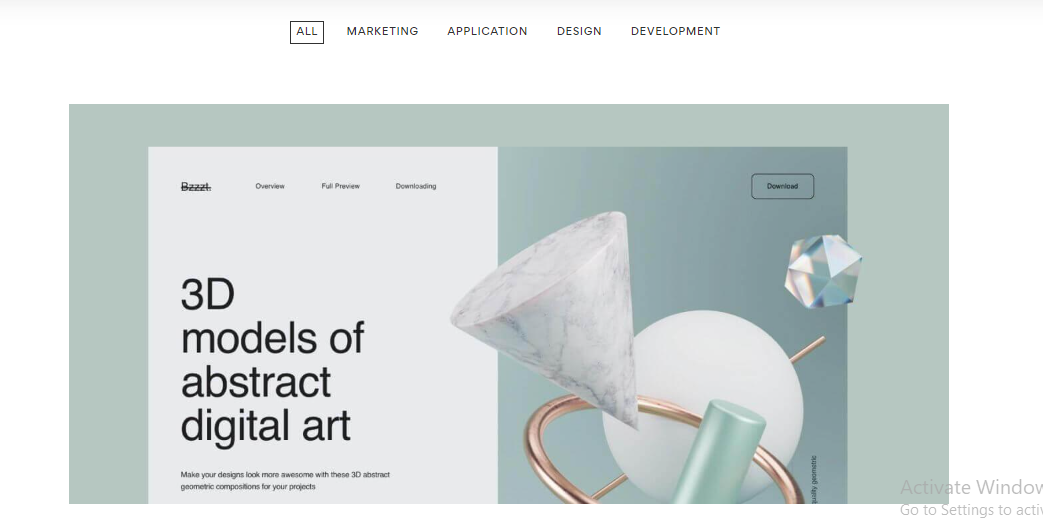 ALL MARKETING APPLICATION DESIGN DEVELOPMENT
Bzzzt. Overview Full Preview Downloading Download
3D
models of
abstract
digital art
Make your designs look more awesome with these 3D abstract
geometric compositions for your projects
geometric
Activate Window
Go to Settings to activ